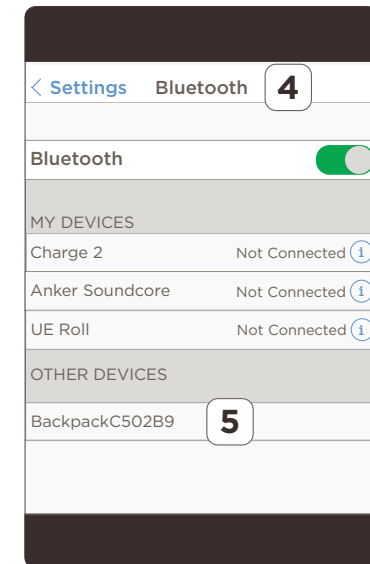 < Settings Bluetooth 4
Bluetooth
MY DEVICES
Charge 2 Not Connected i
Anker Soundcore Not Connected i
UE Roll Not Connected i
OTHER DEVICES
BackpackC502B9 5